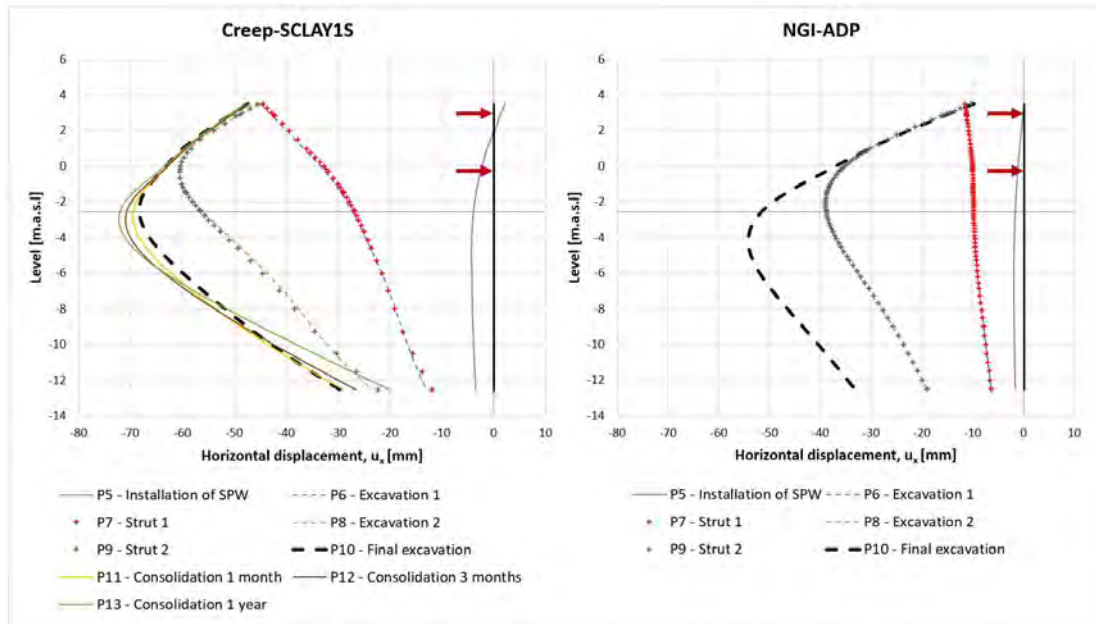 Creep-SCLAY1S
6
4
2
0
-2
-4
-6
-8
-10
-12
-14
Level [m.a.s.l]
-80 -70 -60 -50 -40 -30 -20 -10 0 10
Horizontal displacement, uₓ [mm]
P5 - Installation of SPW P6 - Excavation 1
P7 - Strut 1 P8 - Excavation 2
P9 - Strut 2 P10 - Final excavation
P11 - Consolidation 1 month P12 - Consolidation 3 months
P13 - Consolidation 1 year
NGI-ADP
6
4
2
0
-2
-4
-6
-8
-10
-12
-14
Level [m.a.s.l]
-80 -70 -60 -50 -40 -30 -20 -10 0 10
Horizontal displacement, uₓ [mm]
P5 - Installation of SPW P6 - Excavation 1
P7 - Strut 1 P8 - Excavation 2
P9 - Strut 2 P10 - Final excavation